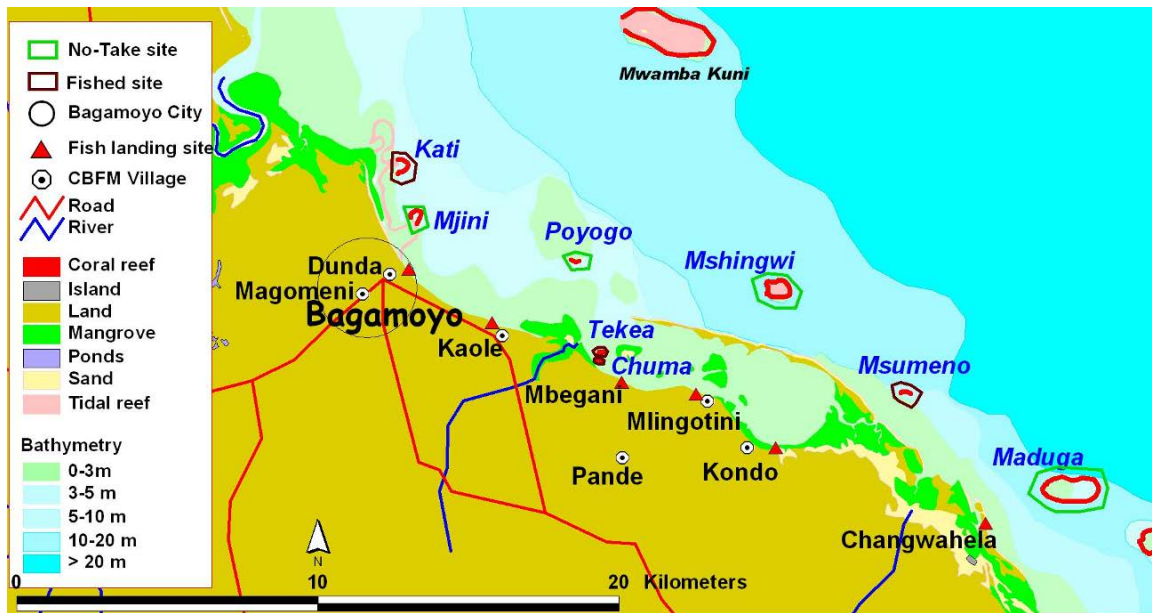 No-Take site
Fished site
Bagamoyo City
Fish landing site
CBFM Village
Road
River
Coral reef
Island
Land
Mangrove
Ponds
Sand
Tidal reef
Bathymetry
0-3m
3-5 m
5-10 m
10-20 m
> 20 m
Mwamba Kuni
Kati
Mjini
Poyogo
Mshingwi
Dunda
Magomeni
Bagamoyo
Kaole
Tekea
Chuma
Msumeno
Mbegani
Mlingotini
Pande
Kondo
Maduga
Changwahela
N
0 10 20 Kilometers